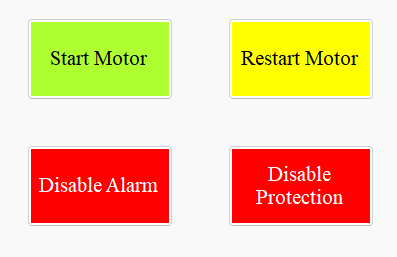 Start Motor
Restart Motor
Disable Alarm
Disable
Protection